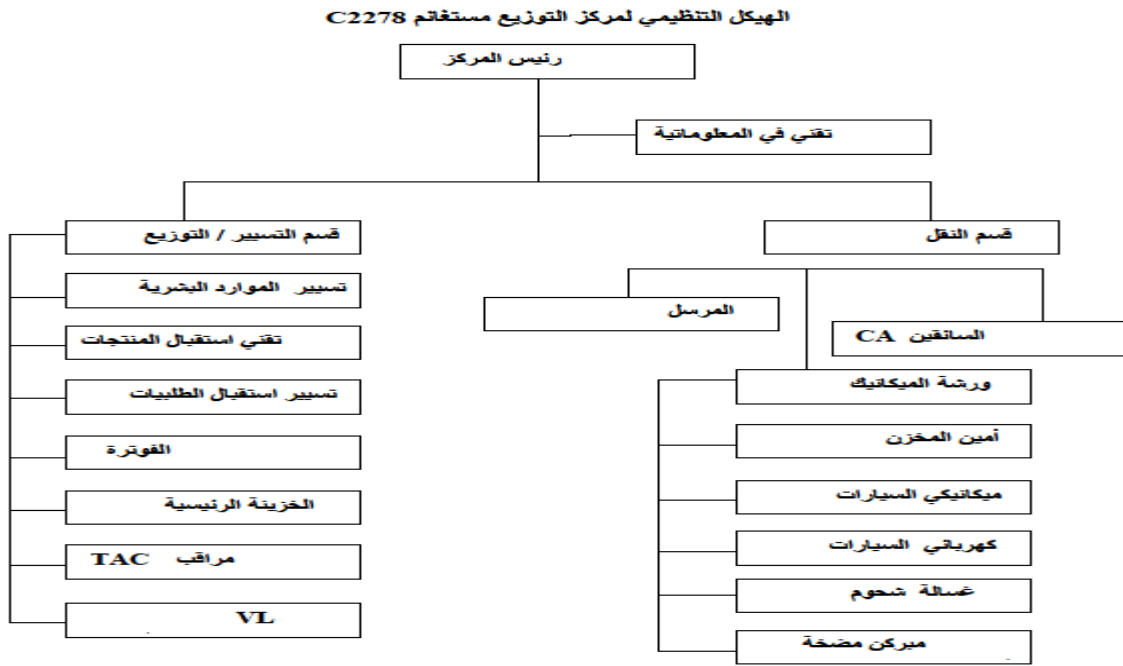 الهيكل التنظيمي لمركز التوزيع مستغانم C2278
رئيس المركز
تقني في المعلوماتية
قسم النقل
قسم التسيير / التوزيع
المرسل
السائقين CA
ورشة الميكانيك
أمين المخزن
ميكانيكي السيارات
كهربائي السيارات
غسالة شحوم
مبركن مضخة
تسيير الموارد البشرية
تقني استقبال المنتجات
تسيير استقبال الطلبيات
الفوترة
الخزينة الرئيسية
مراقب TAC
VL